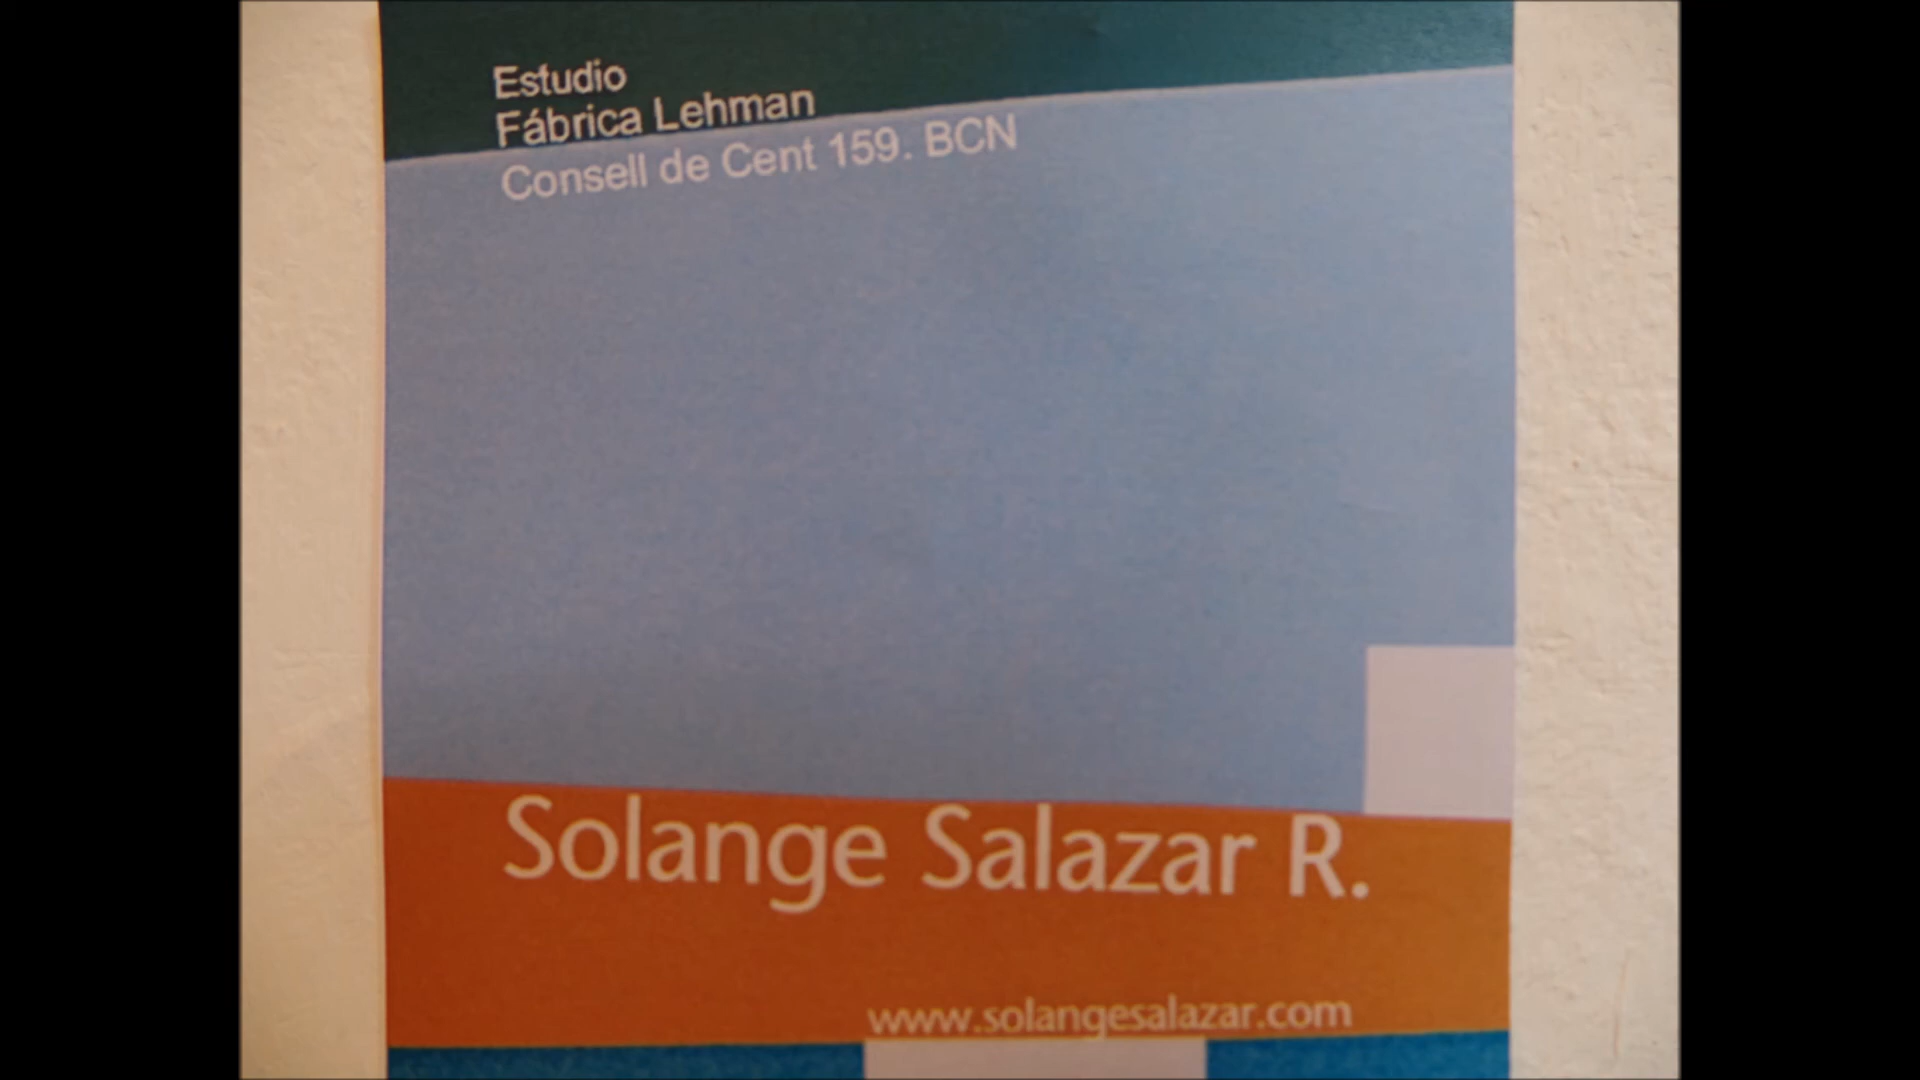 Estudio
Fábrica Lehman
Consell de Cent 159. BCN
Solange Salazar R.
www.solangesalazar.com